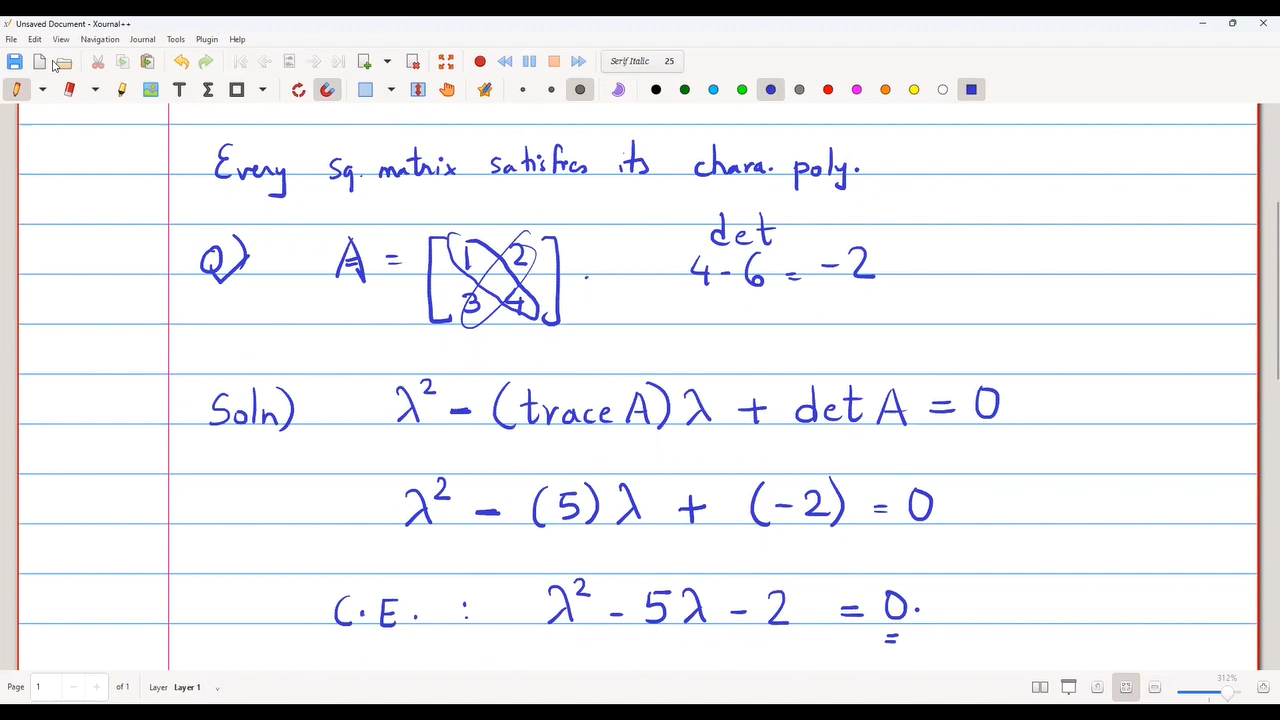 Unsaved Document - Xournal++
File Edit View Navigation Journal Tools Plugin Help
Serif Italic 25
Every sq. matrix satisfies its chara. poly.
det
Q) A = [1 2 3 4] . 4 - 6 = -2
Soln) λ² - (trace A) λ + det A = 0
λ² - (5) λ + (-2) = 0
C.E. : λ² - 5λ - 2 = 0.
Page 1 of 1 Layer Layer 1 312%